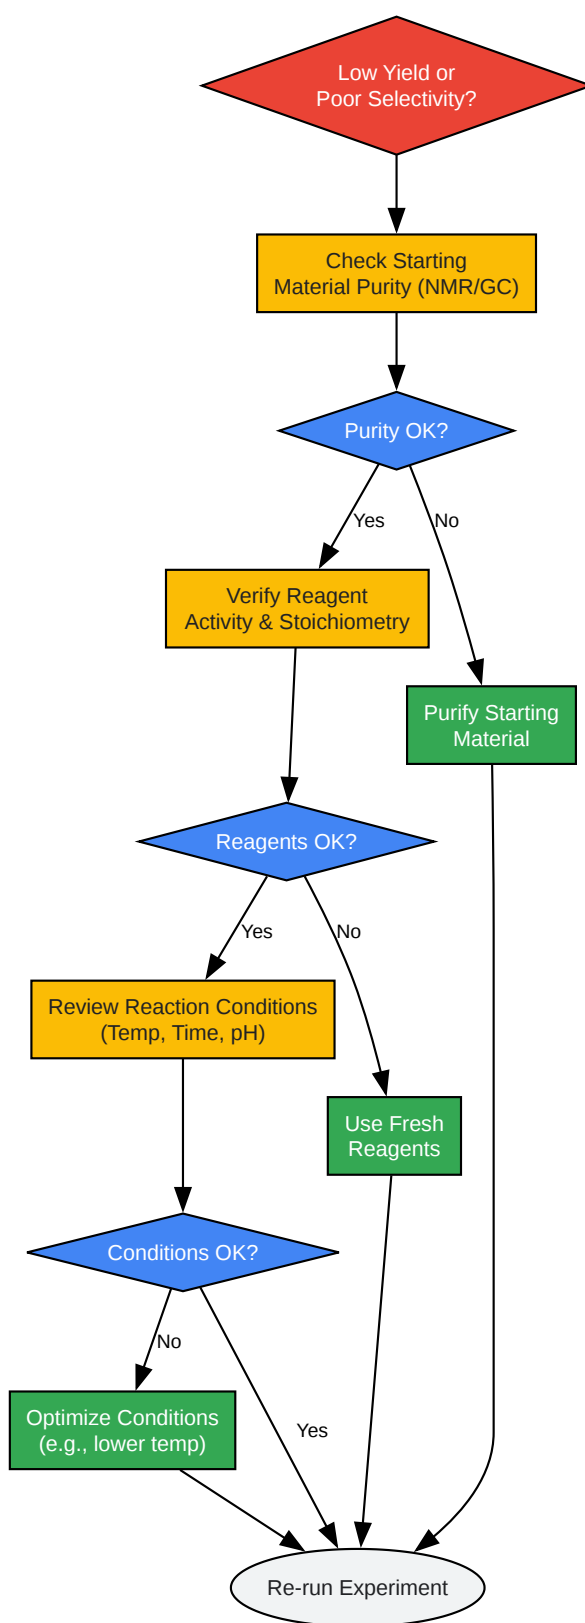 Low Yield or
Poor Selectivity?
Check Starting
Material Purity (NMR/GC)
Purity OK?
Yes
No
Verify Reagent
Activity & Stoichiometry
Purify Starting
Material
Reagents OK?
Yes
No
Review Reaction Conditions
(Temp, Time, pH)
Use Fresh
Reagents
Conditions OK?
No
Yes
Optimize Conditions
(e.g., lower temp)
Re-run Experiment